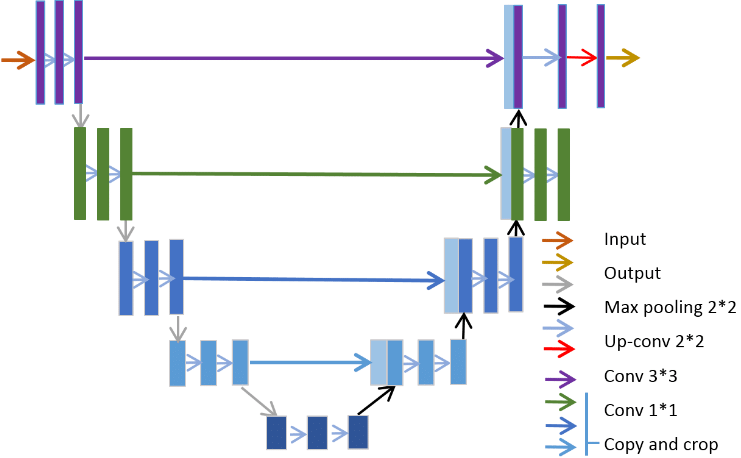 Input
Output
Max pooling 2*2
Up-conv 2*2
Conv 3*3
Conv 1*1
Copy and crop